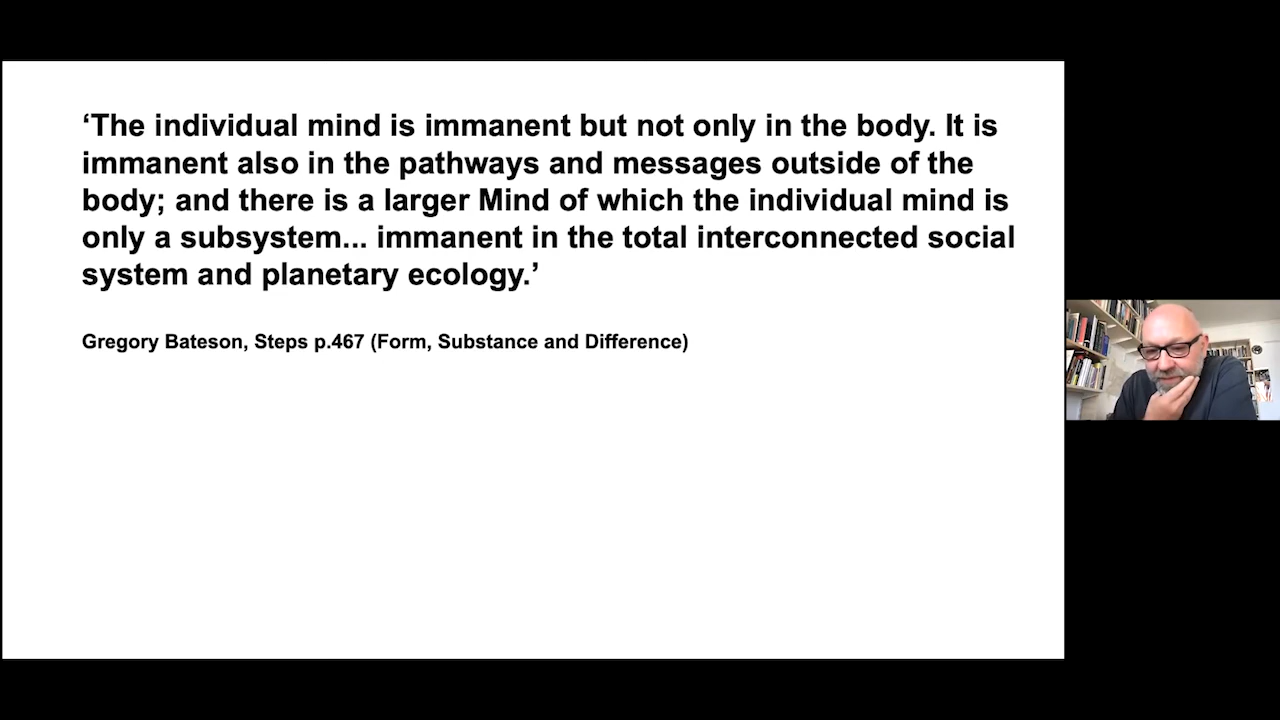 ‘The individual mind is immanent but not only in the body. It is
immanent also in the pathways and messages outside of the
body; and there is a larger Mind of which the individual mind is
only a subsystem... immanent in the total interconnected social
system and planetary ecology.’
Gregory Bateson, Steps p.467 (Form, Substance and Difference)